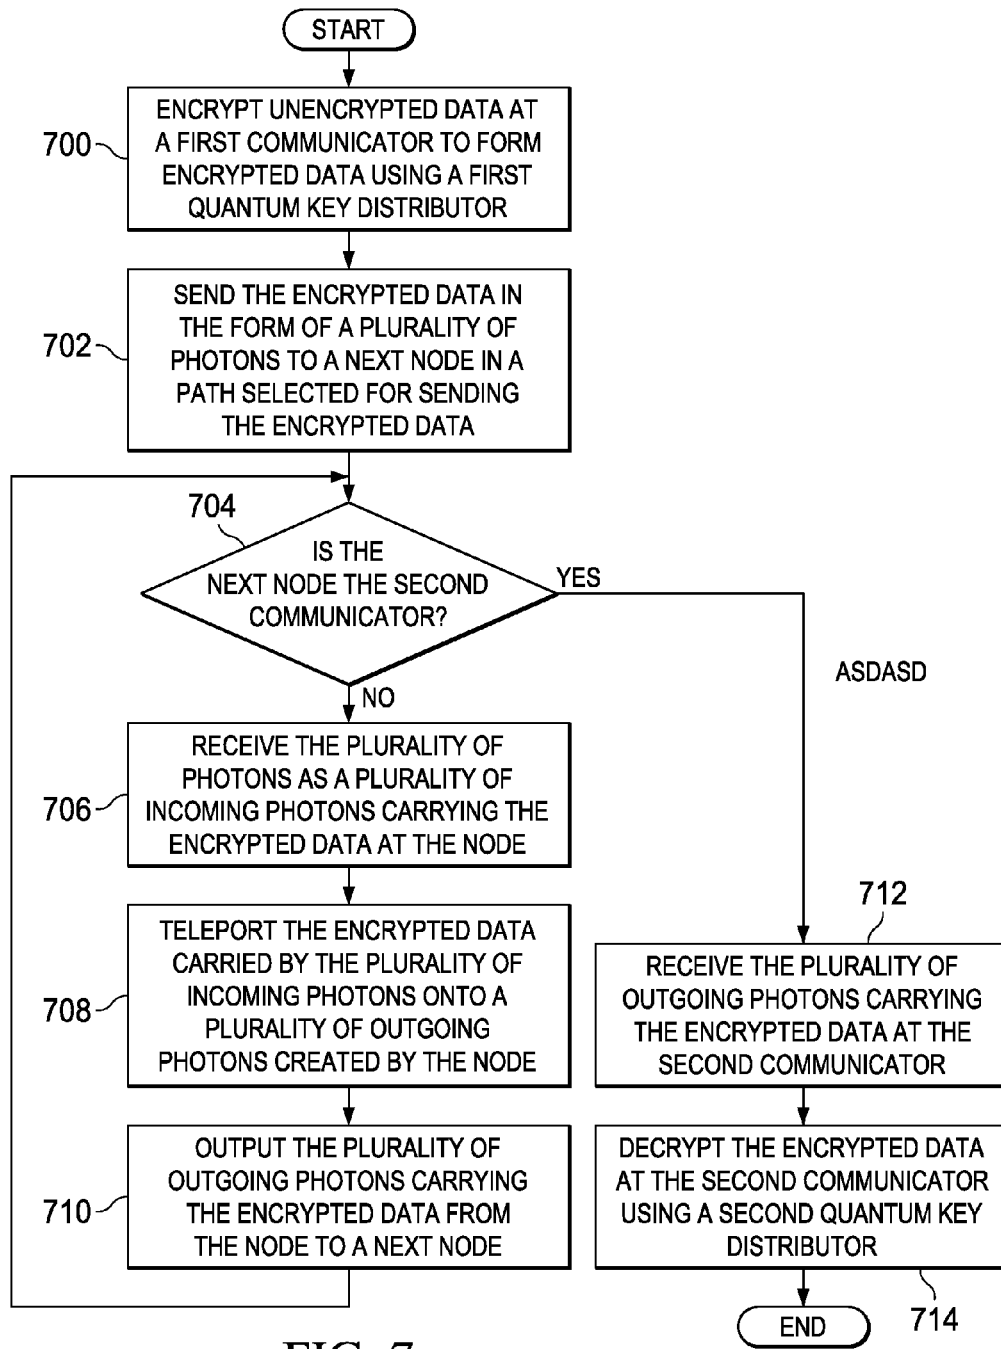 START
700
ENCRYPT UNENCRYPTED DATA AT
A FIRST COMMUNICATOR TO FORM
ENCRYPTED DATA USING A FIRST
QUANTUM KEY DISTRIBUTOR
702
SEND THE ENCRYPTED DATA IN
THE FORM OF A PLURALITY OF
PHOTONS TO A NEXT NODE IN A
PATH SELECTED FOR SENDING
THE ENCRYPTED DATA
704
IS THE
NEXT NODE THE SECOND
COMMUNICATOR?
YES
ASDASD
NO
706
RECEIVE THE PLURALITY OF
PHOTONS AS A PLURALITY OF
INCOMING PHOTONS CARRYING THE
ENCRYPTED DATA AT THE NODE
708
TELEPORT THE ENCRYPTED DATA
CARRIED BY THE PLURALITY OF
INCOMING PHOTONS ONTO A
PLURALITY OF OUTGOING
PHOTONS CREATED BY THE NODE
710
OUTPUT THE PLURALITY OF
OUTGOING PHOTONS CARRYING
THE ENCRYPTED DATA FROM
THE NODE TO A NEXT NODE
712
RECEIVE THE PLURALITY OF
OUTGOING PHOTONS CARRYING
THE ENCRYPTED DATA AT THE
SECOND COMMUNICATOR
DECRYPT THE ENCRYPTED DATA
AT THE SECOND COMMUNICATOR
USING A SECOND QUANTUM KEY
DISTRIBUTOR
714
END
FIG. 7